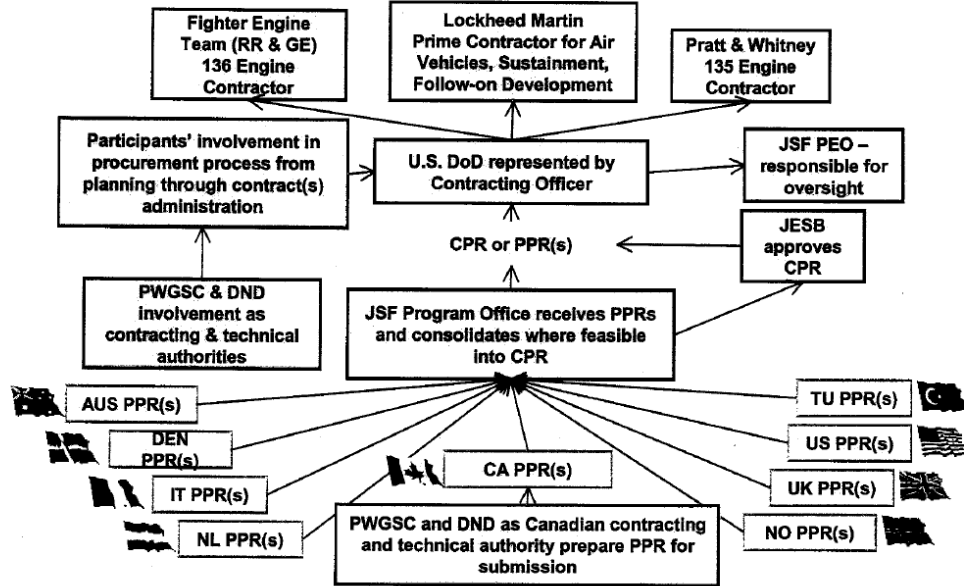 Fighter Engine
Team (RR & GE)
136 Engine
Contractor
Lockheed Martin
Prime Contractor for Air
Vehicles, Sustainment,
Follow-on Development
Pratt & Whitney
135 Engine
Contractor
Participants' involvement in
procurement process from
planning through contract(s)
administration
U.S. DoD represented by
Contracting Officer
JSF PEO –
responsible for
oversight
CPR or PPR(s)
JESB
approves
CPR
PWGSC & DND
involvement as
contracting & technical
authorities
JSF Program Office receives PPRs
and consolidates where feasible
into CPR
AUS PPR(s)
TU PPR(s)
DEN
PPR(s)
US PPR(s)
CA PPR(s)
IT PPR(s)
UK PPR(s)
NL PPR(s)
NO PPR(s)
PWGSC and DND as Canadian contracting
and technical authority prepare PPR for
submission